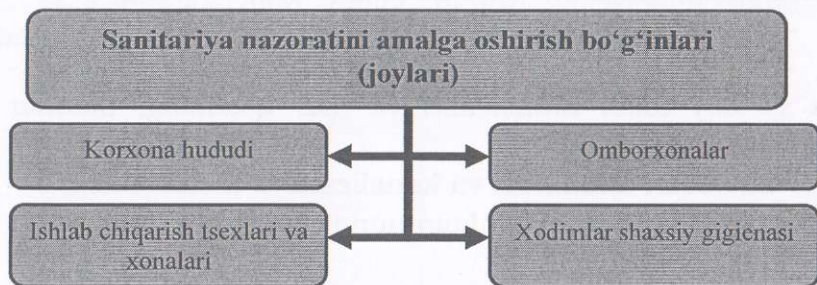 Sanitariya nazoratini amalga oshirish bo‘g‘inlari
(joylari)
Korxona hududi
Omborxonalar
Ishlab chiqarish tsexlari va
xonalari
Xodimlar shaxsiy gigienasi